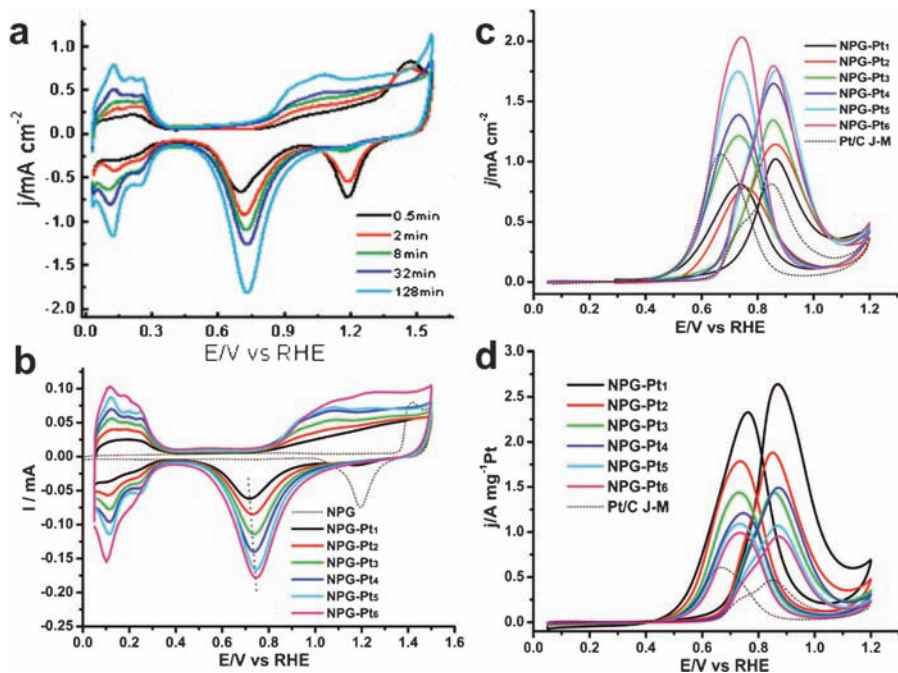 a
j/mA cm-2
1.0
0.5
0.0
-0.5
-1.0
-1.5
-2.0
0.5min
2min
8min
32min
128min
0.0 0.3 0.6 0.9 1.2 1.5
E/V vs RHE
b
I / mA
0.10
0.05
0.00
-0.05
-0.10
-0.15
-0.20
-0.25
NPG
NPG-Pt1
NPG-Pt2
NPG-Pt3
NPG-Pt4
NPG-Pt5
NPG-Pt6
0.0 0.2 0.4 0.6 0.8 1.0 1.2 1.4 1.6
E/V vs RHE
c
j/mA cm-2
2.0
1.5
1.0
0.5
0.0
NPG-Pt1
NPG-Pt2
NPG-Pt3
NPG-Pt4
NPG-Pt5
NPG-Pt6
Pt/C J-M
0.0 0.2 0.4 0.6 0.8 1.0 1.2
E/V vs RHE
d
j/A mg-1Pt
3.0
2.5
2.0
1.5
1.0
0.5
0.0
NPG-Pt1
NPG-Pt2
NPG-Pt3
NPG-Pt4
NPG-Pt5
NPG-Pt6
Pt/C J-M
0.0 0.2 0.4 0.6 0.8 1.0 1.2
E/V vs RHE